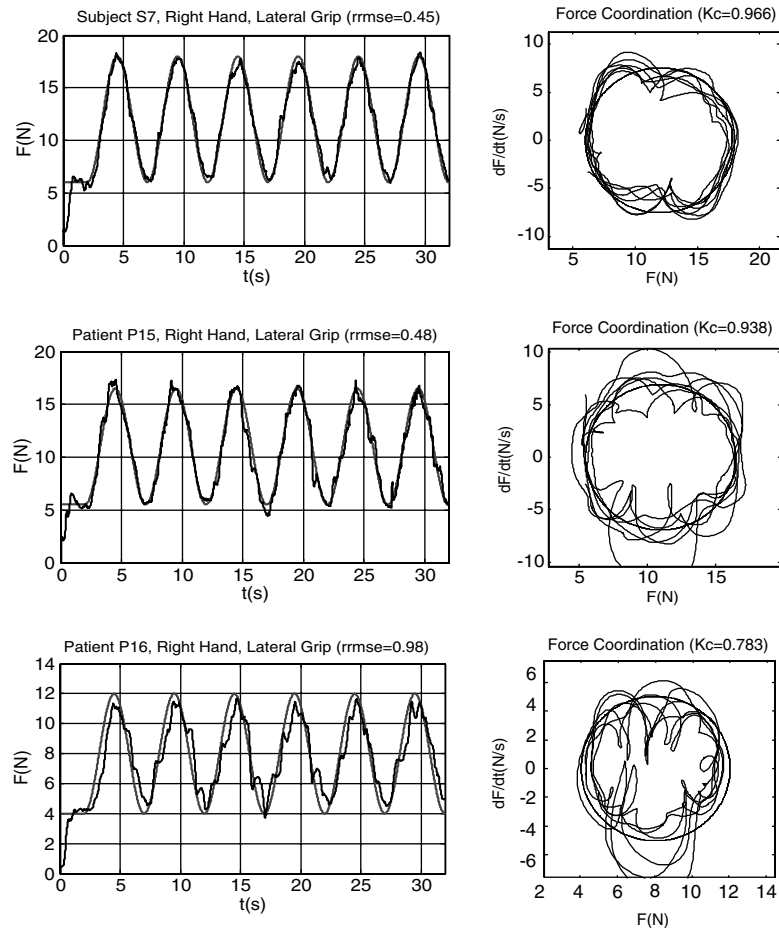 Subject S7, Right Hand, Lateral Grip (rrmse=0.45)
20
15
10
5
0
F(N)
0 5 10 15 20 25 30
t(s)
Force Coordination (Kc=0.966)
10
5
0
-5
-10
dF/dt(N/s)
5 10 15 20
F(N)
Patient P15, Right Hand, Lateral Grip (rrmse=0.48)
20
15
10
5
0
F(N)
0 5 10 15 20 25 30
t(s)
Force Coordination (Kc=0.938)
10
5
0
-5
-10
dF/dt(N/s)
5 10 15
F(N)
Patient P16, Right Hand, Lateral Grip (rrmse=0.98)
14
12
10
8
6
4
2
0
F(N)
0 5 10 15 20 25 30
t(s)
Force Coordination (Kc=0.783)
6
4
2
0
-2
-4
-6
dF/dt(N/s)
2 4 6 8 10 12 14
F(N)